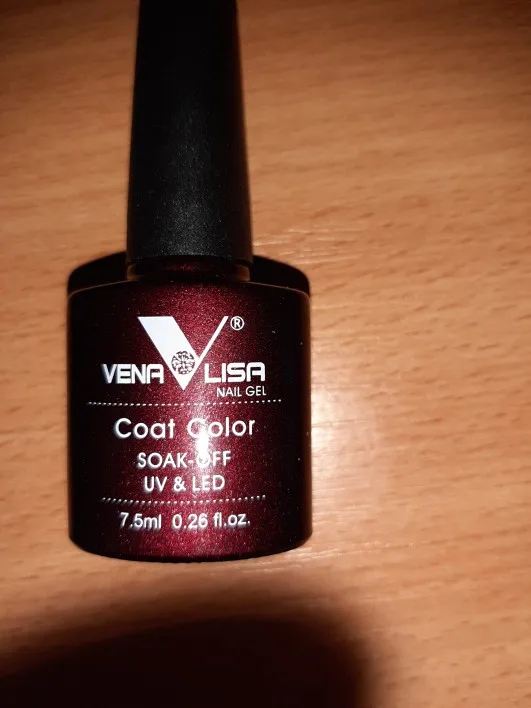 VENA LISA ®
NAIL GEL
Coat Color
SOAK-OFF
UV & LED
7.5ml 0.26 fl.oz.